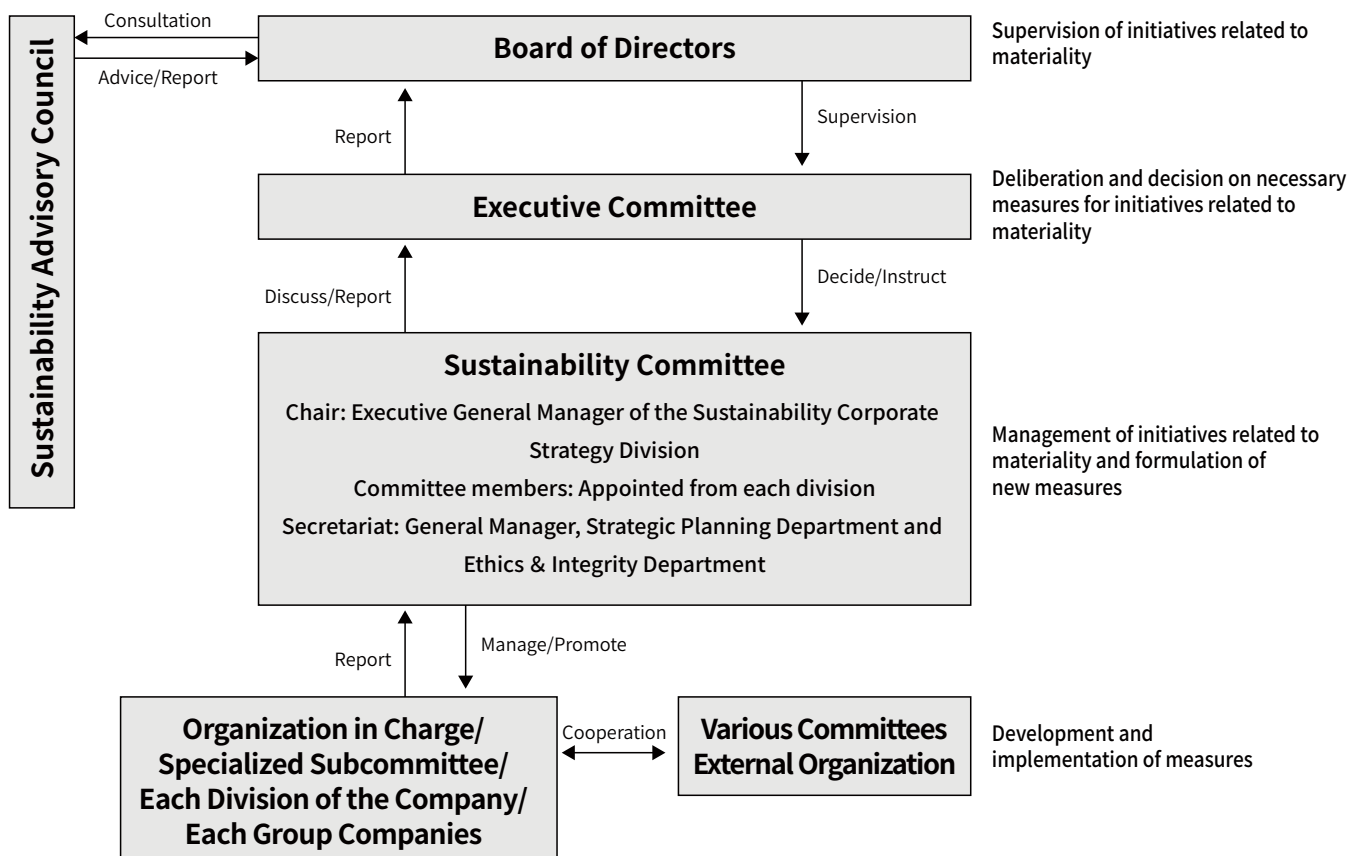 Sustainability Advisory Council
Consultation
Advice/Report
Board of Directors
Supervision of initiatives related to
materiality
Report
Supervision
Executive Committee
Deliberation and decision on necessary
measures for initiatives related to
materiality
Discuss/Report
Decide/Instruct
Sustainability Committee
Chair: Executive General Manager of the Sustainability Corporate
Strategy Division
Committee members: Appointed from each division
Secretariat: General Manager, Strategic Planning Department and
Ethics & Integrity Department
Management of initiatives related to
materiality and formulation of
new measures
Report
Manage/Promote
Organization in Charge/
Specialized Subcommittee/
Each Division of the Company/
Each Group Companies
Cooperation
Various Committees
External Organization
Development and
implementation of measures